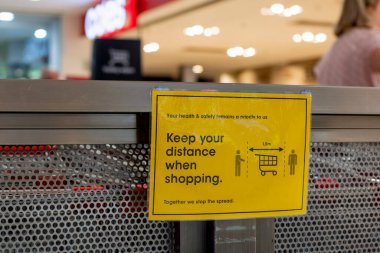 coles
Your health & safety remains a priority to us
Keep your
distance
when
shopping.
1.5m
Together we stop the spread.